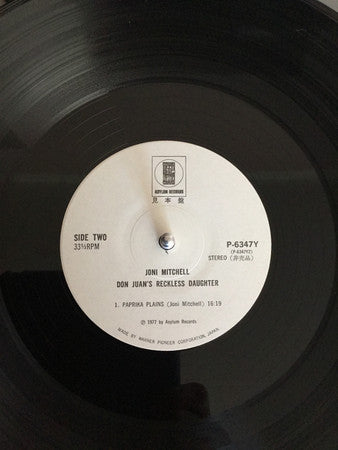 ASYLUM RECORDS
見本盤
SIDE TWO
33⅓RPM
P-6347Y
(P-6347Y2)
STEREO (非売品)
JONI MITCHELL
DON JUAN'S RECKLESS DAUGHTER
1. PAPRIKA PLAINS (Joni Mitchell) 16:19
℗ 1977 by Asylum Records
MADE BY WARNER PIONEER CORPORATION, JAPAN